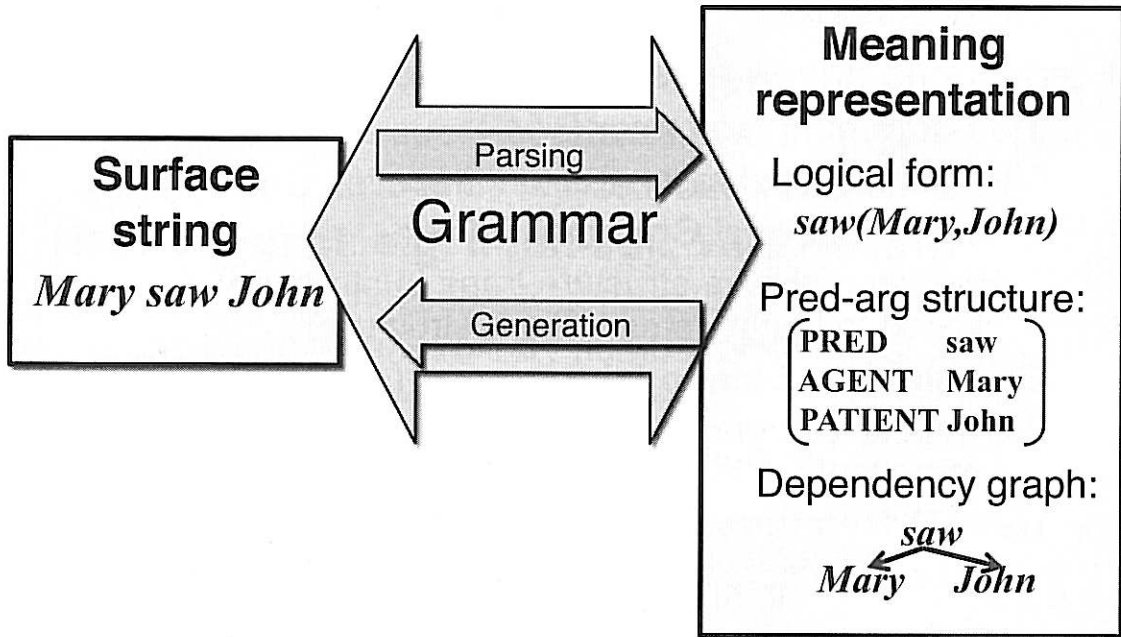 Surface
string
Mary saw John
Parsing
Grammar
Generation
Meaning
representation
Logical form:
saw(Mary,John)
Pred-arg structure:
PRED saw
AGENT Mary
PATIENT John
Dependency graph:
saw
Mary John